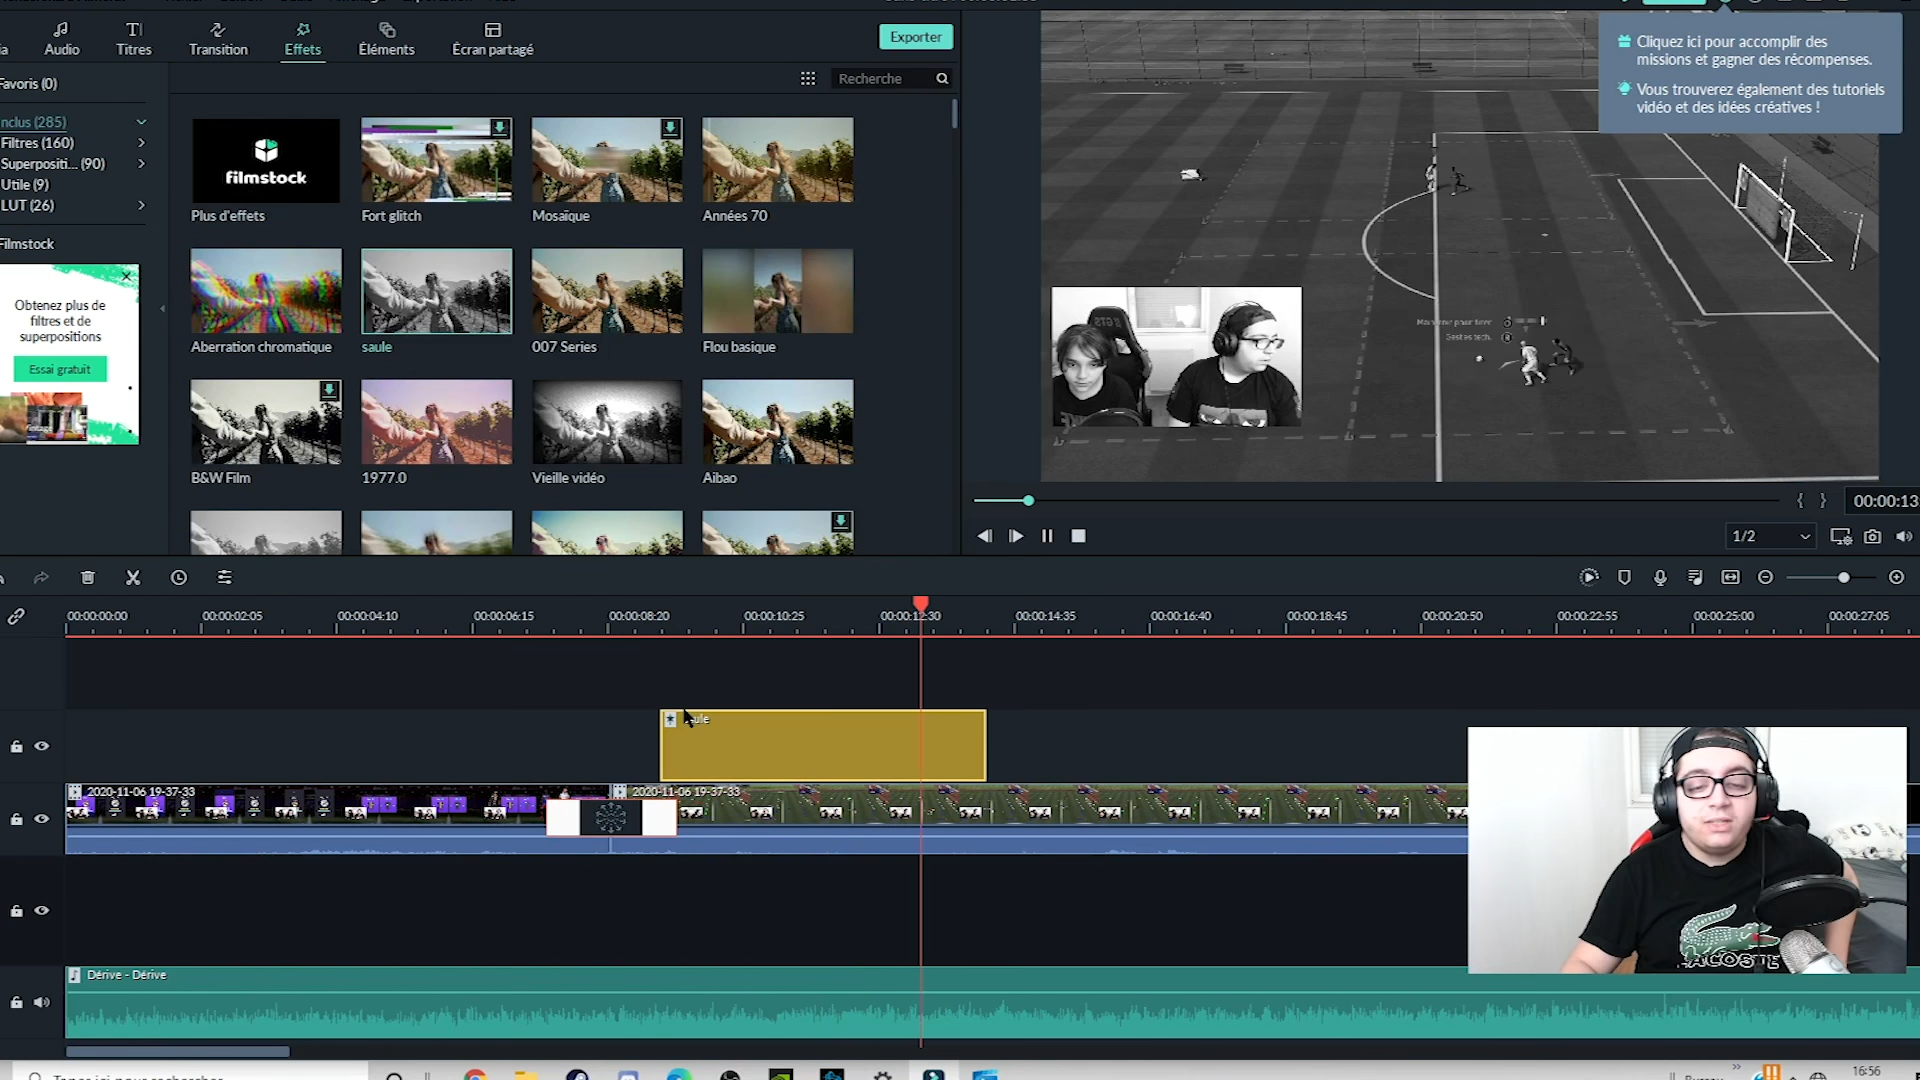 Audio
Titres
Transition
Effets
Éléments
Écran partagé
Exporter
Recherche
Favoris (0)
nclus (285)
Filtres (160)
Superpositi... (90)
Utile (9)
LUT (26)
Filmstock
Obtenez plus de
filtres et de
superpositions
Essai gratuit
filmstock
Plus d'effets
Fort glitch
Mosaïque
Années 70
Aberration chromatique
saule
007 Series
Flou basique
B&W Film
1977.0
Vieille vidéo
Aibao
Cliquez ici pour accomplir des
missions et gagner des récompenses.
Vous trouverez également des tutoriels
vidéo et des idées créatives !
00:00:13
1/2
00:00:00:00
00:00:02:05
00:00:04:10
00:00:06:15
00:00:08:20
00:00:10:25
00:00:12:30
00:00:14:35
00:00:16:40
00:00:18:45
00:00:20:50
00:00:22:55
00:00:25:00
00:00:27:05
2020-11-06 19-37-33
2020-11-06 19-37-33
LACOSTE
Dérive - Dérive
16:56